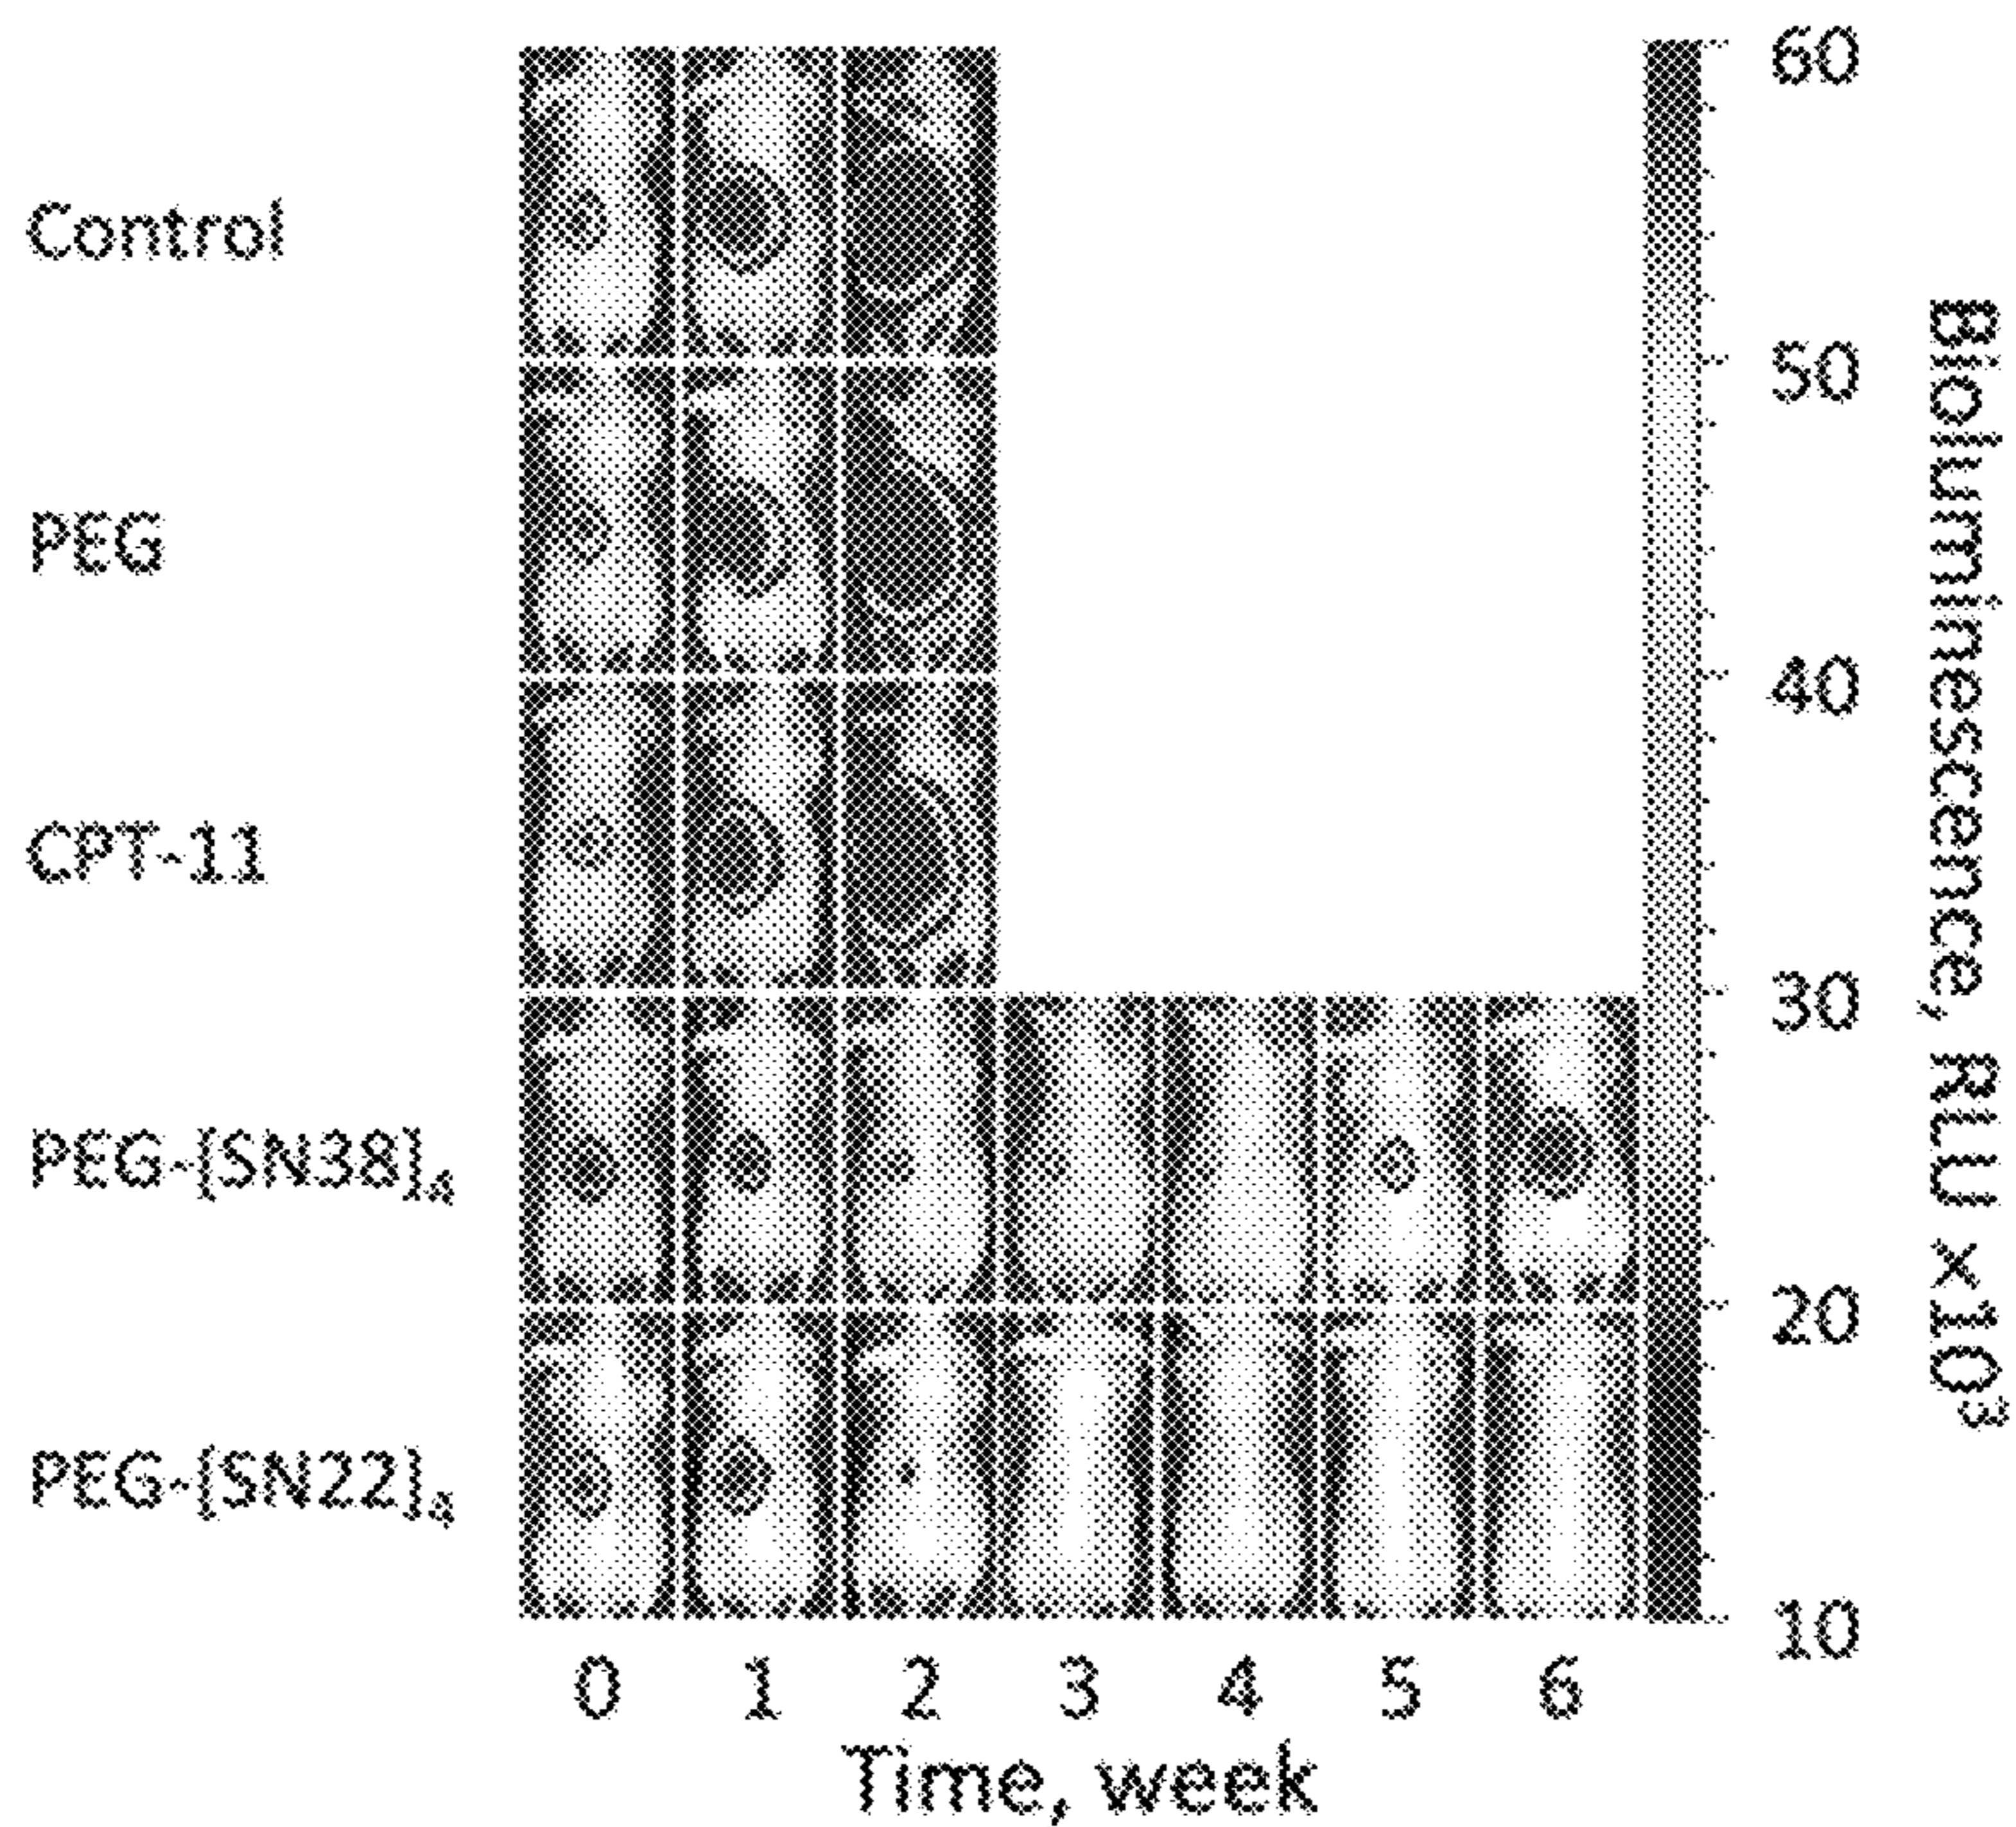 Control
PEG
CPT-11
PEG-[SN38]₄
PEG-[SN22]₄
0 1 2 3 4 5 6
Time, week
60
50
40
30
20
10
Bioluminescence, RLU ×10³